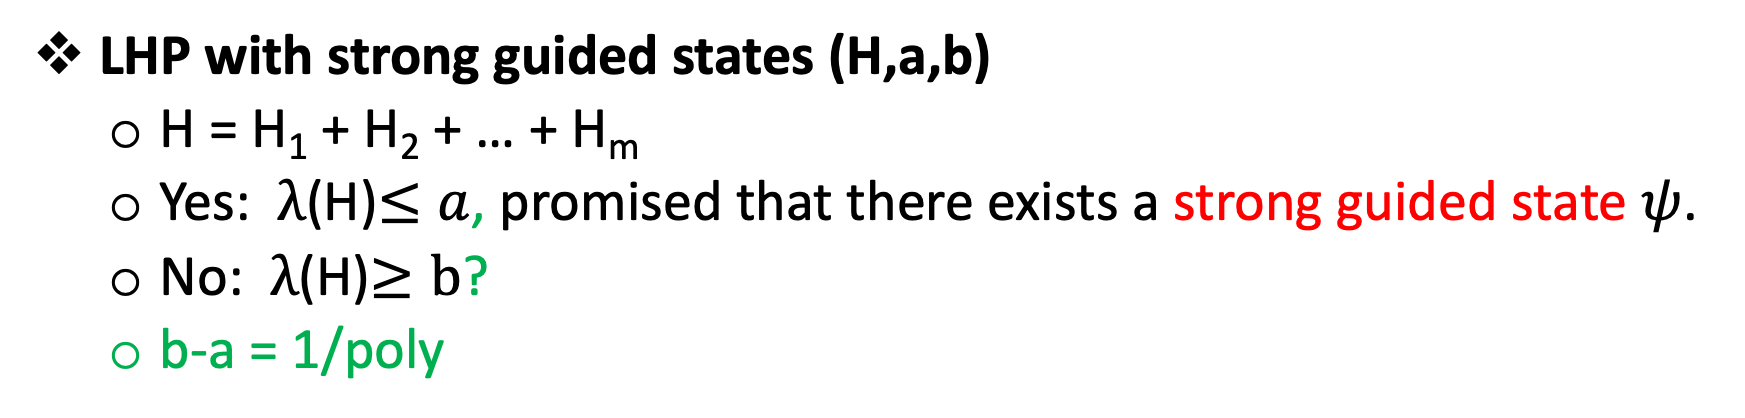 ❖ LHP with strong guided states (H,a,b)
○ H = H₁ + H₂ + ... + Hₘ
○ Yes: λ(H)≤ a, promised that there exists a strong guided state ψ.
○ No: λ(H)≥ b?
○ b-a = 1/poly